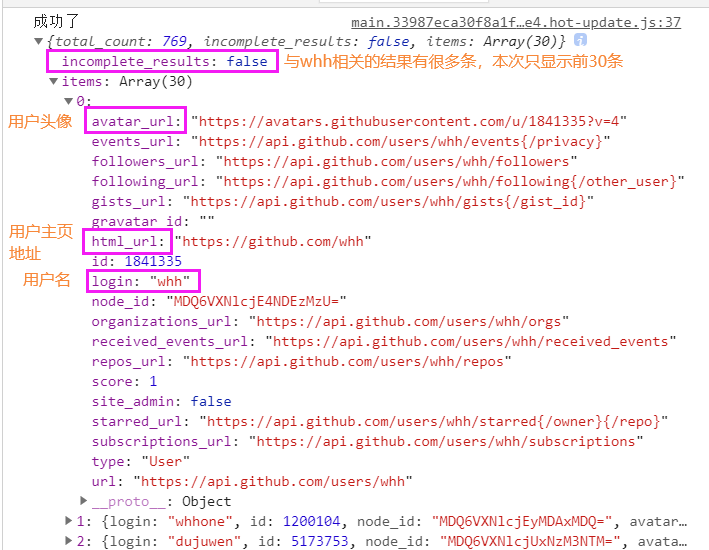 成功了 main.33987eca30f8a1f…e4.hot-update.js:37
{total_count: 769, incomplete_results: false, items: Array(30)}
incomplete_results: false 与whh相关的结果有很多条，本次只显示前30条
items: Array(30)
0:
用户头像 avatar_url: "https://avatars.githubusercontent.com/u/1841335?v=4"
events_url: "https://api.github.com/users/whh/events{/privacy}"
followers_url: "https://api.github.com/users/whh/followers"
following_url: "https://api.github.com/users/whh/following{/other_user}"
gists_url: "https://api.github.com/users/whh/gists{/gist_id}"
gravatar_id: ""
用户主页地址 html_url: "https://github.com/whh"
id: 1841335
用户名 login: "whh"
node_id: "MDQ6VXNlcjE4NDEzMzU="
organizations_url: "https://api.github.com/users/whh/orgs"
received_events_url: "https://api.github.com/users/whh/received_events"
repos_url: "https://api.github.com/users/whh/repos"
score: 1
site_admin: false
starred_url: "https://api.github.com/users/whh/starred{/owner}{/repo}"
subscriptions_url: "https://api.github.com/users/whh/subscriptions"
type: "User"
url: "https://api.github.com/users/whh"
__proto__: Object
1: {login: "whhone", id: 1200104, node_id: "MDQ6VXNlcjEyMDAxMDQ=", avatar…
2: {login: "dujuwen", id: 5173753, node_id: "MDQ6VXNlcjUxNzM3NTM=", avata…